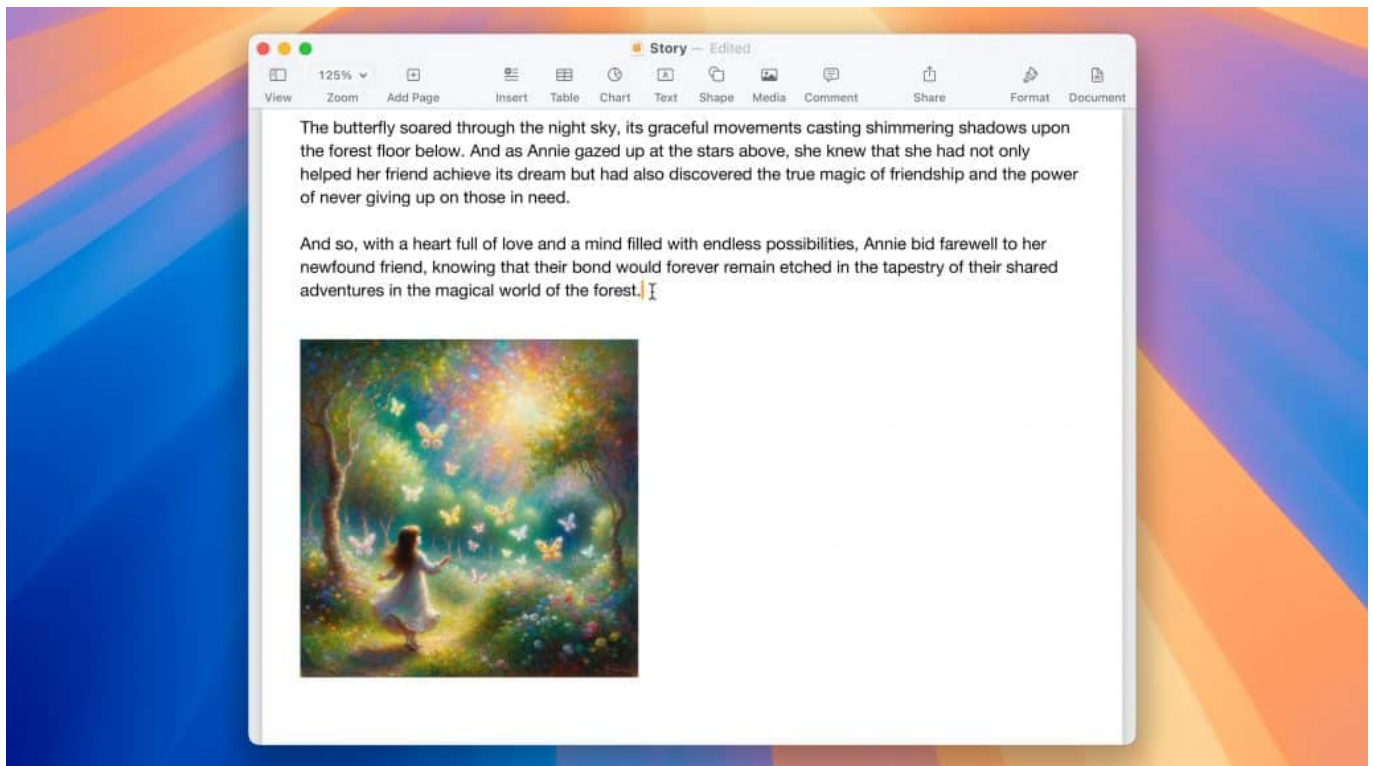 Story — Edited
125%
View Zoom Add Page Insert Table Chart Text Shape Media Comment Share Format Document
The butterfly soared through the night sky, its graceful movements casting shimmering shadows upon
the forest floor below. And as Annie gazed up at the stars above, she knew that she had not only
helped her friend achieve its dream but had also discovered the true magic of friendship and the power
of never giving up on those in need.
And so, with a heart full of love and a mind filled with endless possibilities, Annie bid farewell to her
newfound friend, knowing that their bond would forever remain etched in the tapestry of their shared
adventures in the magical world of the forest.